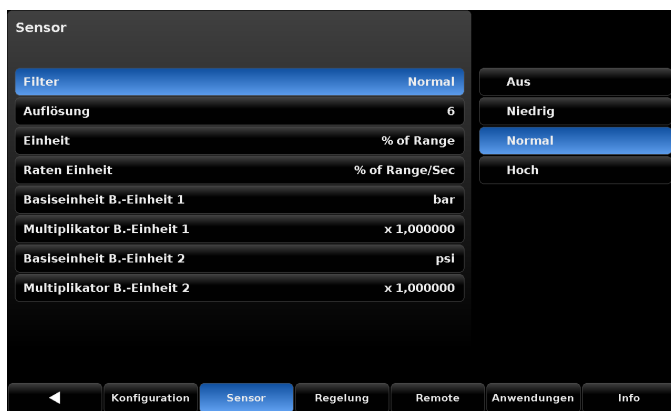 Sensor
Filter Normal
Auflösung 6
Einheit % of Range
Raten Einheit % of Range/Sec
Basiseinheit B.-Einheit 1 bar
Multiplikator B.-Einheit 1 x 1,000000
Basiseinheit B.-Einheit 2 psi
Multiplikator B.-Einheit 2 x 1,000000
Aus
Niedrig
Normal
Hoch
Konfiguration Sensor Regelung Remote Anwendungen Info